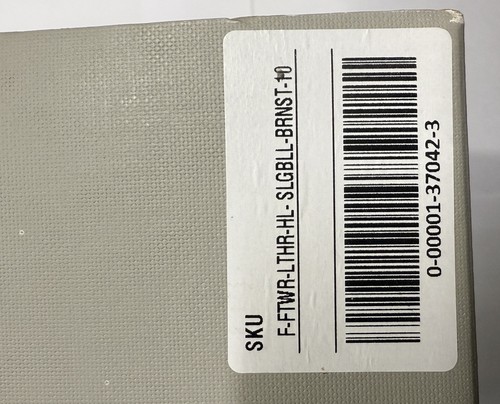 SKU
F-FTWR-LTHR-HL- SLGBLL-BRNST-10
0-00001-37042-3